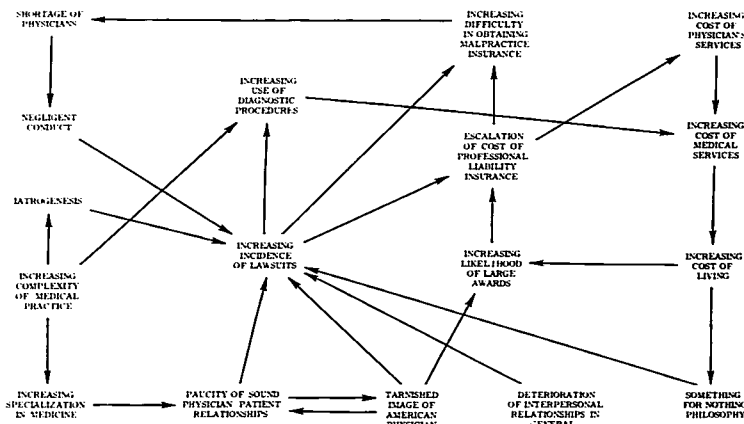 SHORTAGE OF
PHYSICIANS
INCREASING
DIFFICULTY
IN OBTAINING
MALPRACTICE
INSURANCE
INCREASING
COST OF
PHYSICIAN'S
SERVICES
INCREASING
USE OF
DIAGNOSTIC
PROCEDURES
NEGLIGENT
CONDUCT
ESCALATION
OF COST OF
PROFESSIONAL
LIABILITY
INSURANCE
INCREASING
COST OF
MEDICAL
SERVICES
IATROGENESIS
INCREASING
INCIDENCE
OF LAWSUITS
INCREASING
LIKELIHOOD
OF LARGE
AWARDS
INCREASING
COST OF
LIVING
INCREASING
COMPLEXITY
OF MEDICAL
PRACTICE
INCREASING
SPECIALIZATION
IN MEDICINE
PAUCITY OF SOUND
PHYSICIAN PATIENT
RELATIONSHIPS
TARNISHED
IMAGE OF
AMERICAN
PHYSICIAN
DETERIORATION
OF INTERPERSONAL
RELATIONSHIPS IN
GENERAL
SOMETHING
FOR NOTHING
PHILOSOPHY